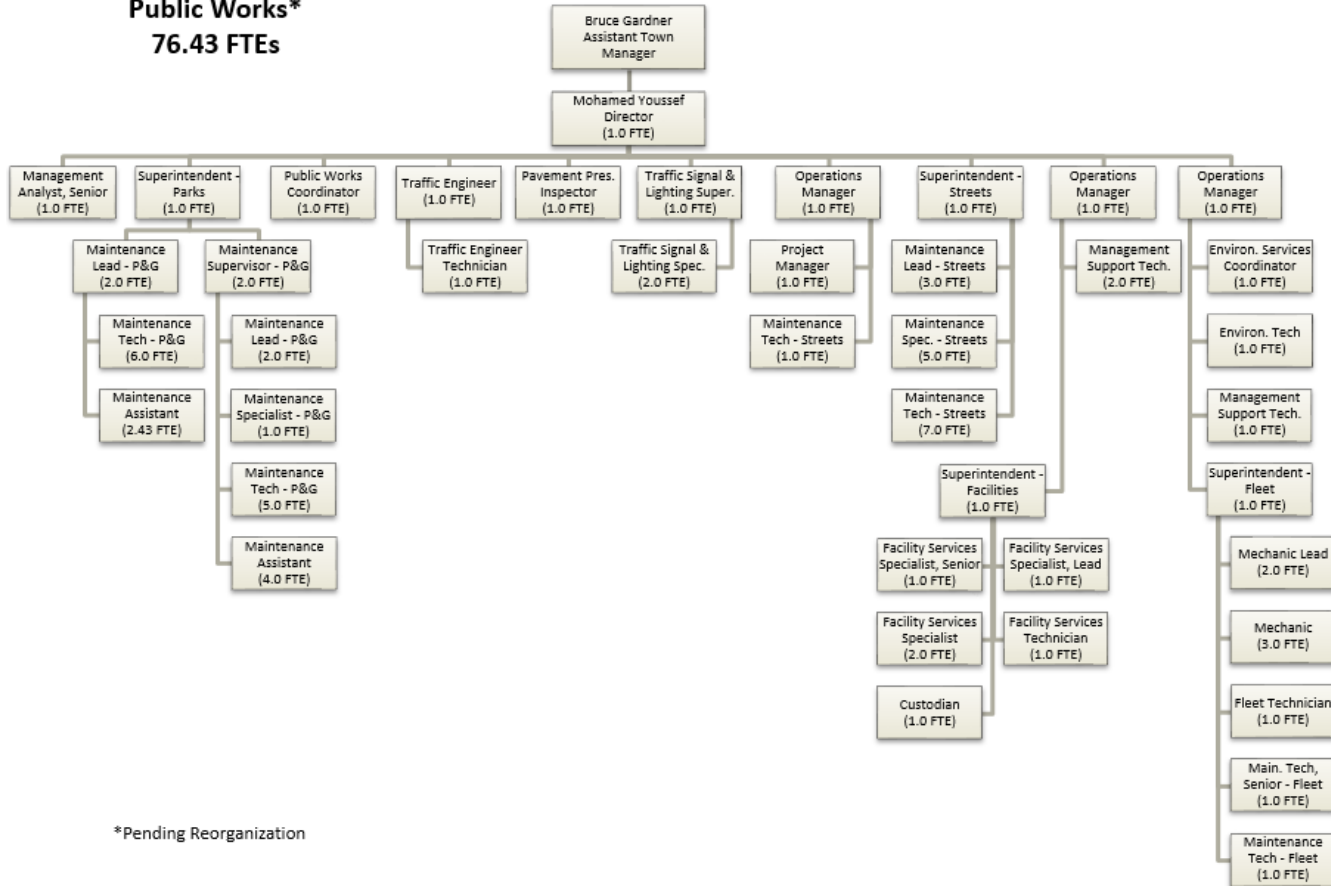 Public Works*
76.43 FTEs
Bruce Gardner
Assistant Town
Manager
Mohamed Youssef
Director
(1.0 FTE)
Management
Analyst, Senior
(1.0 FTE)
Superintendent -
Parks
(1.0 FTE)
Public Works
Coordinator
(1.0 FTE)
Traffic Engineer
(1.0 FTE)
Pavement Pres.
Inspector
(1.0 FTE)
Traffic Signal &
Lighting Super.
(1.0 FTE)
Operations
Manager
(1.0 FTE)
Superintendent -
Streets
(1.0 FTE)
Operations
Manager
(1.0 FTE)
Operations
Manager
(1.0 FTE)
Maintenance
Lead - P&G
(2.0 FTE)
Maintenance
Supervisor - P&G
(2.0 FTE)
Traffic Engineer
Technician
(1.0 FTE)
Traffic Signal &
Lighting Spec.
(2.0 FTE)
Project
Manager
(1.0 FTE)
Maintenance
Lead - Streets
(3.0 FTE)
Management
Support Tech.
(2.0 FTE)
Environ. Services
Coordinator
(1.0 FTE)
Maintenance
Tech - P&G
(6.0 FTE)
Maintenance
Lead - P&G
(2.0 FTE)
Maintenance
Tech - Streets
(1.0 FTE)
Maintenance
Spec. - Streets
(5.0 FTE)
Environ. Tech
(1.0 FTE)
Maintenance
Assistant
(2.43 FTE)
Maintenance
Specialist - P&G
(1.0 FTE)
Maintenance
Tech - Streets
(7.0 FTE)
Management
Support Tech.
(1.0 FTE)
Maintenance
Tech - P&G
(5.0 FTE)
Superintendent -
Facilities
(1.0 FTE)
Superintendent -
Fleet
(1.0 FTE)
Maintenance
Assistant
(4.0 FTE)
Facility Services
Specialist, Senior
(1.0 FTE)
Facility Services
Specialist, Lead
(1.0 FTE)
Mechanic Lead
(2.0 FTE)
Facility Services
Specialist
(2.0 FTE)
Facility Services
Technician
(1.0 FTE)
Mechanic
(3.0 FTE)
Custodian
(1.0 FTE)
Fleet Technician
(1.0 FTE)
Main. Tech,
Senior - Fleet
(1.0 FTE)
Maintenance
Tech - Fleet
(1.0 FTE)
*Pending Reorganization